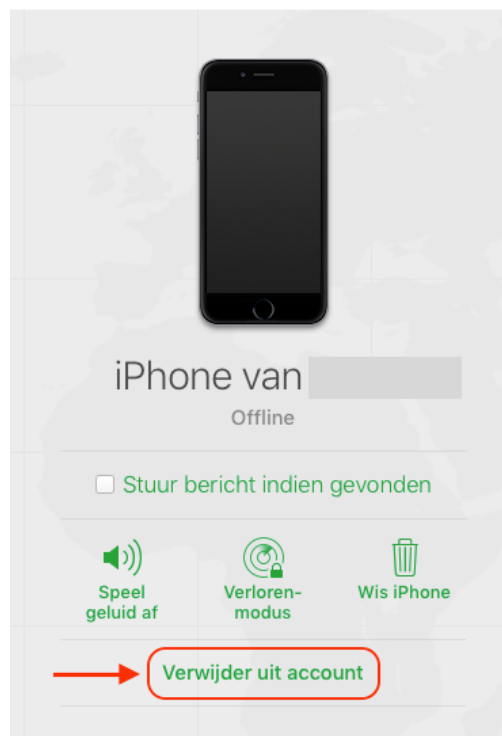 iPhone van
Offline
Stuur bericht indien gevonden
Speel
geluid af
Verloren-
modus
Wis iPhone
Verwijder uit account